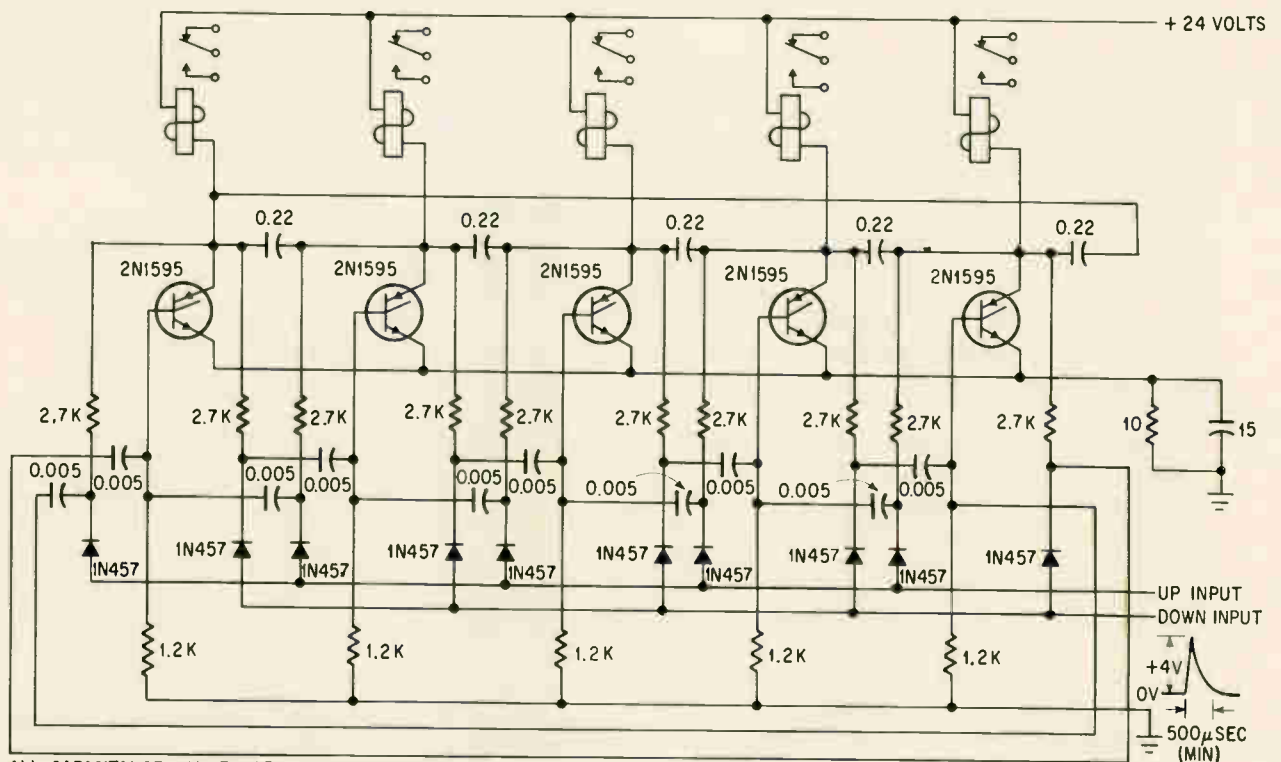 + 24 VOLTS
0.22 0.22 0.22 0.22 0.22
2N1595 2N1595 2N1595 2N1595 2N1595
2,7K 2.7K 2.7K 2.7K 2.7K 2.7K 2.7K 2.7K 2.7K 2.7K 10 15
0.005 0.005 0.005 0.005 0.005 0.005 0.005 0.005 0.005 0.005
1N457 1N457 1N457 1N457 1N457
1N457 1N457 1N457 1N457 1N457
UP INPUT
DOWN INPUT
1.2K 1.2K 1.2K 1.2K 1.2K
+4V
0V
500µSEC
(MIN)
ALL